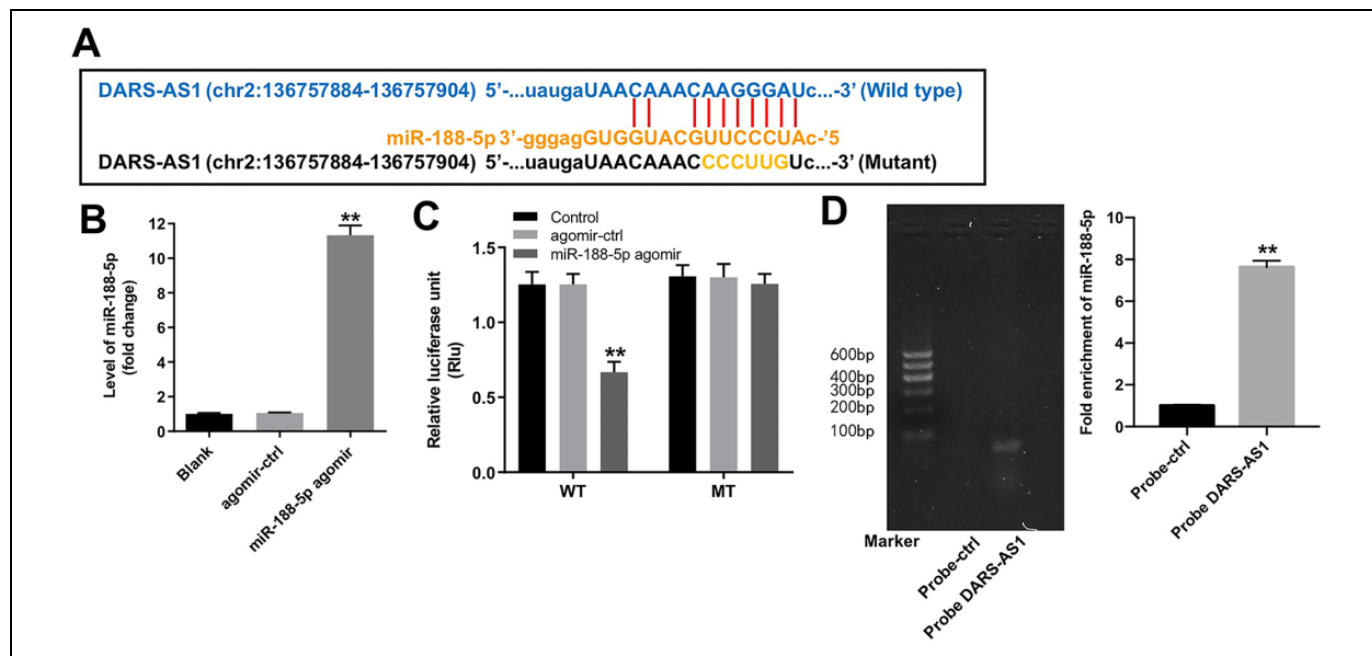 A
DARS-AS1 (chr2:136757884-136757904) 5’-...uaugaUAACAAACAAGGGAUc...-3’ (Wild type)
miR-188-5p 3’-gggagGUGGUACGUUCCCUAc-’5
DARS-AS1 (chr2:136757884-136757904) 5’-...uaugaUAACAAACCCCUUGUc...-3’ (Mutant)
B
Level of miR-188-5p
(fold change)
12
10
8
6
4
2
0
**
Blank
agomir-ctrl
miR-188-5p agomir
C
Control
agomir-ctrl
miR-188-5p agomir
Relative luciferase unit
(Rlu)
1.5
1.0
0.5
0.0
**
WT
MT
D
600bp
400bp
300bp
200bp
100bp
Marker
Probe-ctrl
Probe DARS-AS1
Fold enrichment of miR-188-5p
10
8
6
4
2
0
**
Probe-ctrl
Probe DARS-AS1